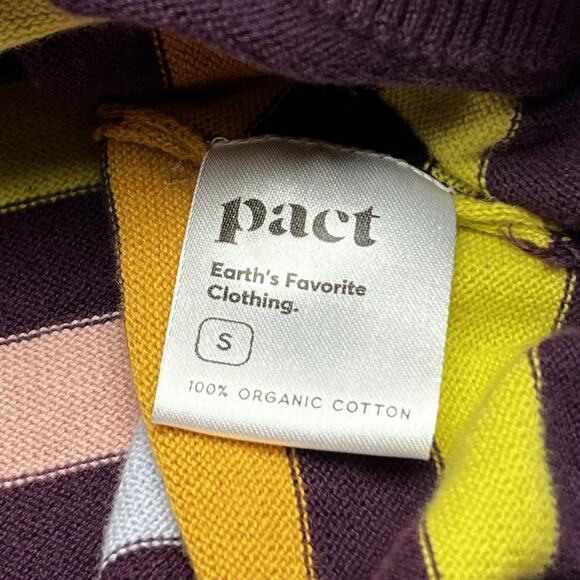 pact
Earth's Favorite
Clothing.
S
100% ORGANIC COTTON